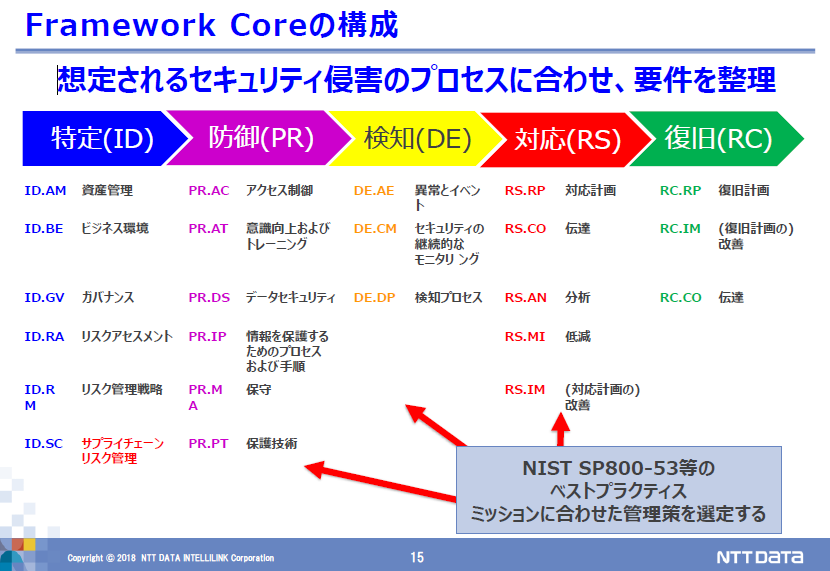 Framework Coreの構成
想定されるセキュリティ侵害のプロセスに合わせ、要件を整理
特定(ID)
防御(PR)
検知(DE)
対応(RS)
復旧(RC)
ID.AM 資産管理
ID.BE ビジネス環境
ID.GV ガバナンス
ID.RA リスクアセスメント
ID.R
M リスク管理戦略
ID.SC サプライチェーン
リスク管理
PR.AC アクセス制御
PR.AT 意識向上および
トレーニング
PR.DS データセキュリティ
PR.IP 情報を保護する
ためのプロセス
および手順
PR.M
A 保守
PR.PT 保護技術
DE.AE 異常とイベン
ト
DE.CM セキュリティの
継続的な
モニタリ ング
DE.DP 検知プロセス
RS.RP 対応計画
RS.CO 伝達
RS.AN 分析
RS.MI 低減
RS.IM (対応計画の)
改善
RC.RP 復旧計画
RC.IM (復旧計画の)
改善
RC.CO 伝達
NIST SP800-53等の
ベストプラクティス
ミッションに合わせた管理策を選定する
Copyright © 2018 NTT DATA INTELLILINK Corporation
15
NTT DATA